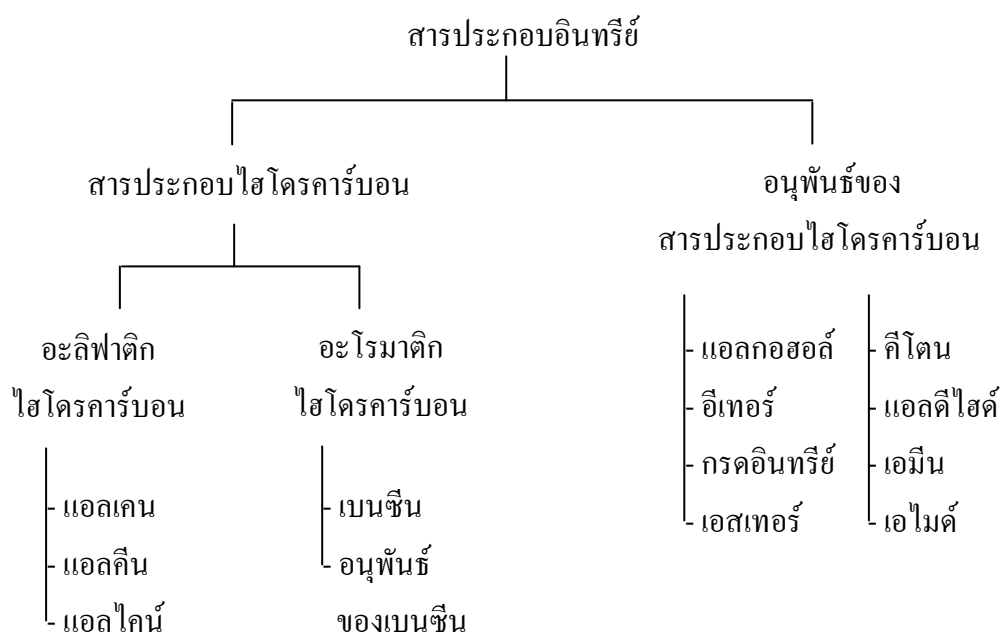 สารประกอบอินทรีย์
สารประกอบไฮโดรคาร์บอน
อนุพันธ์ของ
สารประกอบไฮโดรคาร์บอน
อะลิฟาติก
ไฮโดรคาร์บอน
- แอลเคน
- แอลคีน
- แอลไคน์
อะโรมาติก
ไฮโดรคาร์บอน
- เบนซีน
- อนุพันธ์
ของเบนซีน
- แอลกอฮอล์
- อีเทอร์
- กรดอินทรีย์
- เอสเทอร์
- คีโตน
- แอลดีไฮด์
- เอมีน
- เอไมด์